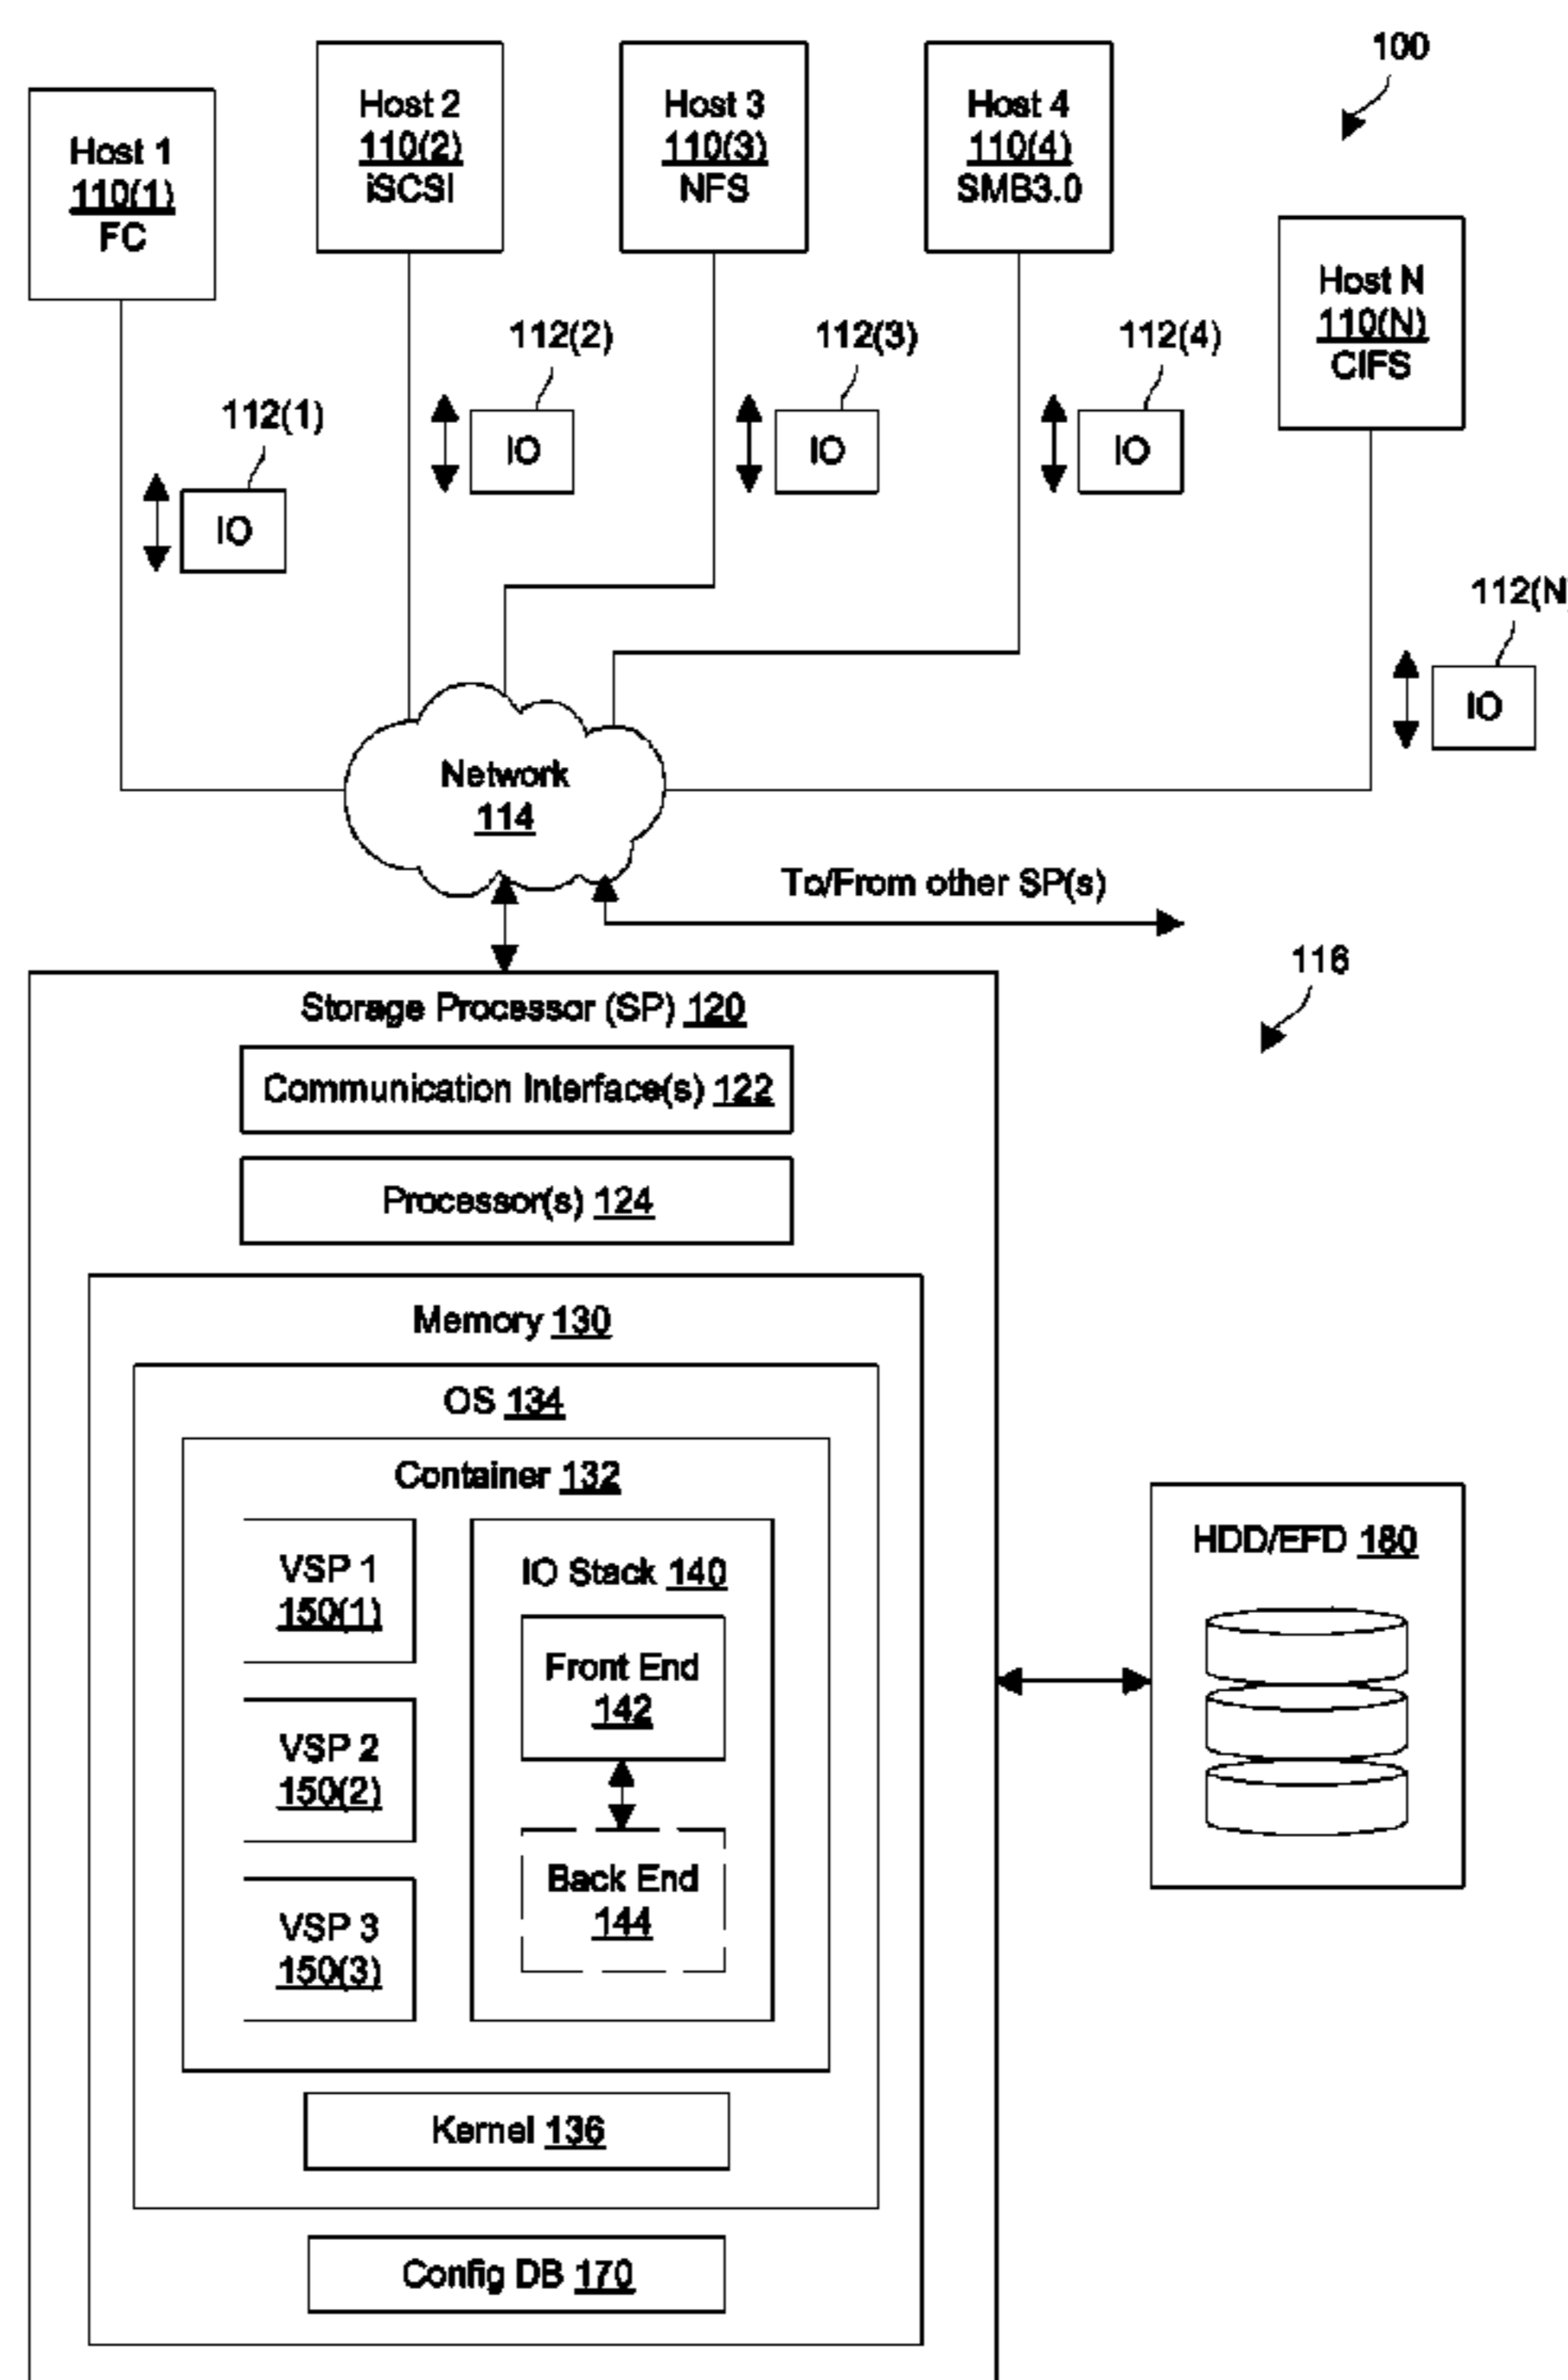 100
Host 1
110(1)
FC
Host 2
110(2)
iSCSI
Host 3
110(3)
NFS
Host 4
110(4)
SMB3.0
Host N
110(N)
CIFS
112(1)
IO
112(2)
IO
112(3)
IO
112(4)
IO
112(N
IO
Network
114
To/From other SP(s)
116
Storage Processor (SP) 120
Communication Interface(s) 122
Processor(s) 124
Memory 130
OS 134
Container 132
VSP 1
150(1)
VSP 2
150(2)
VSP 3
150(3)
IO Stack 140
Front End
142
Back End
144
Kernel 136
Config DB 170
HDD/EFD 180